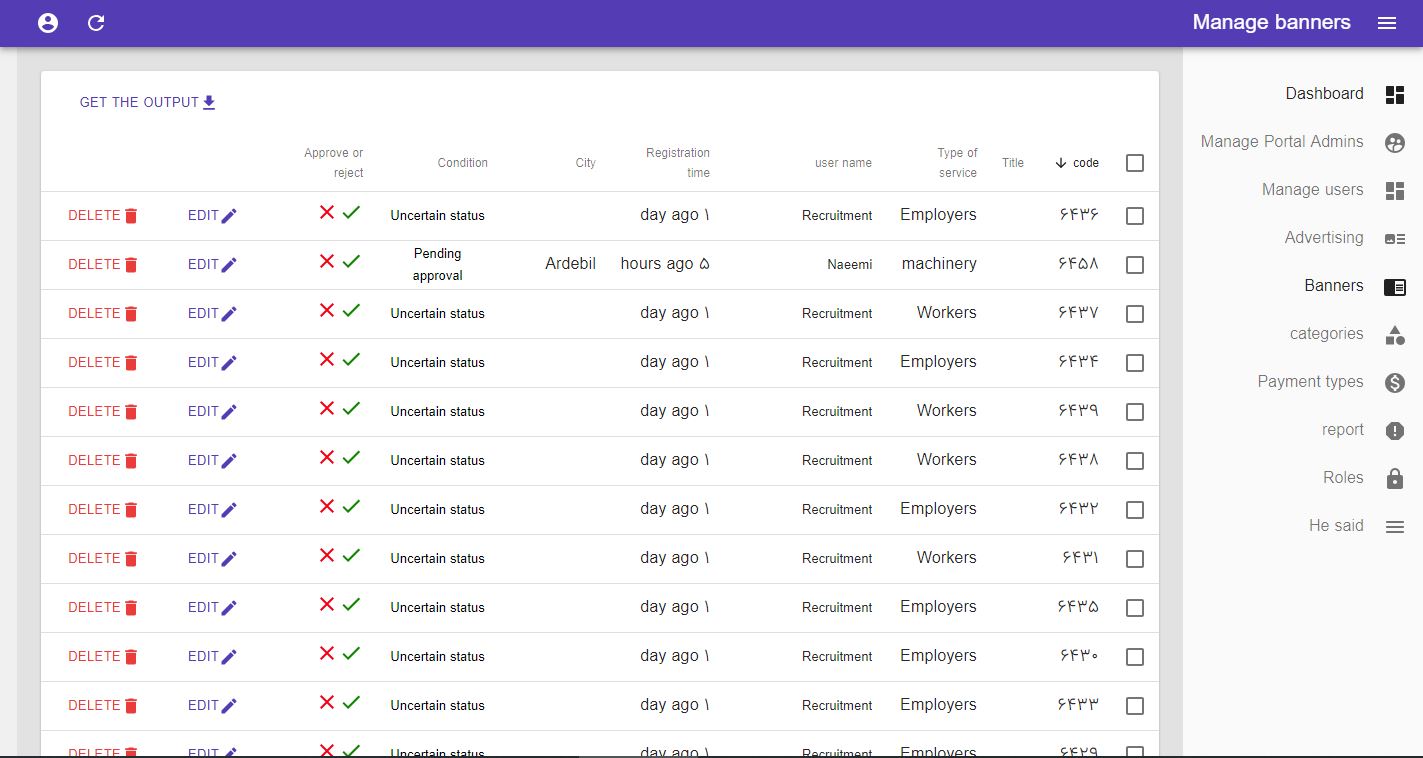 Manage banners
GET THE OUTPUT
Approve or reject Condition City Registration time user name Type of service Title code
DELETE EDIT Uncertain status day ago ۱ Recruitment Employers ۶۴۳۶
DELETE EDIT Pending approval Ardebil hours ago ۵ Naeemi machinery ۶۴۵۸
DELETE EDIT Uncertain status day ago ۱ Recruitment Workers ۶۴۳۷
DELETE EDIT Uncertain status day ago ۱ Recruitment Employers ۶۴۳۴
DELETE EDIT Uncertain status day ago ۱ Recruitment Workers ۶۴۳۹
DELETE EDIT Uncertain status day ago ۱ Recruitment Workers ۶۴۳۸
DELETE EDIT Uncertain status day ago ۱ Recruitment Employers ۶۴۳۲
DELETE EDIT Uncertain status day ago ۱ Recruitment Workers ۶۴۳۱
DELETE EDIT Uncertain status day ago ۱ Recruitment Employers ۶۴۳۵
DELETE EDIT Uncertain status day ago ۱ Recruitment Employers ۶۴۳۰
DELETE EDIT Uncertain status day ago ۱ Recruitment Employers ۶۴۳۳
DELETE EDIT Uncertain status day ago ۱ Recruitment Employers ۶۴۲۹
Dashboard
Manage Portal Admins
Manage users
Advertising
Banners
categories
Payment types
report
Roles
He said